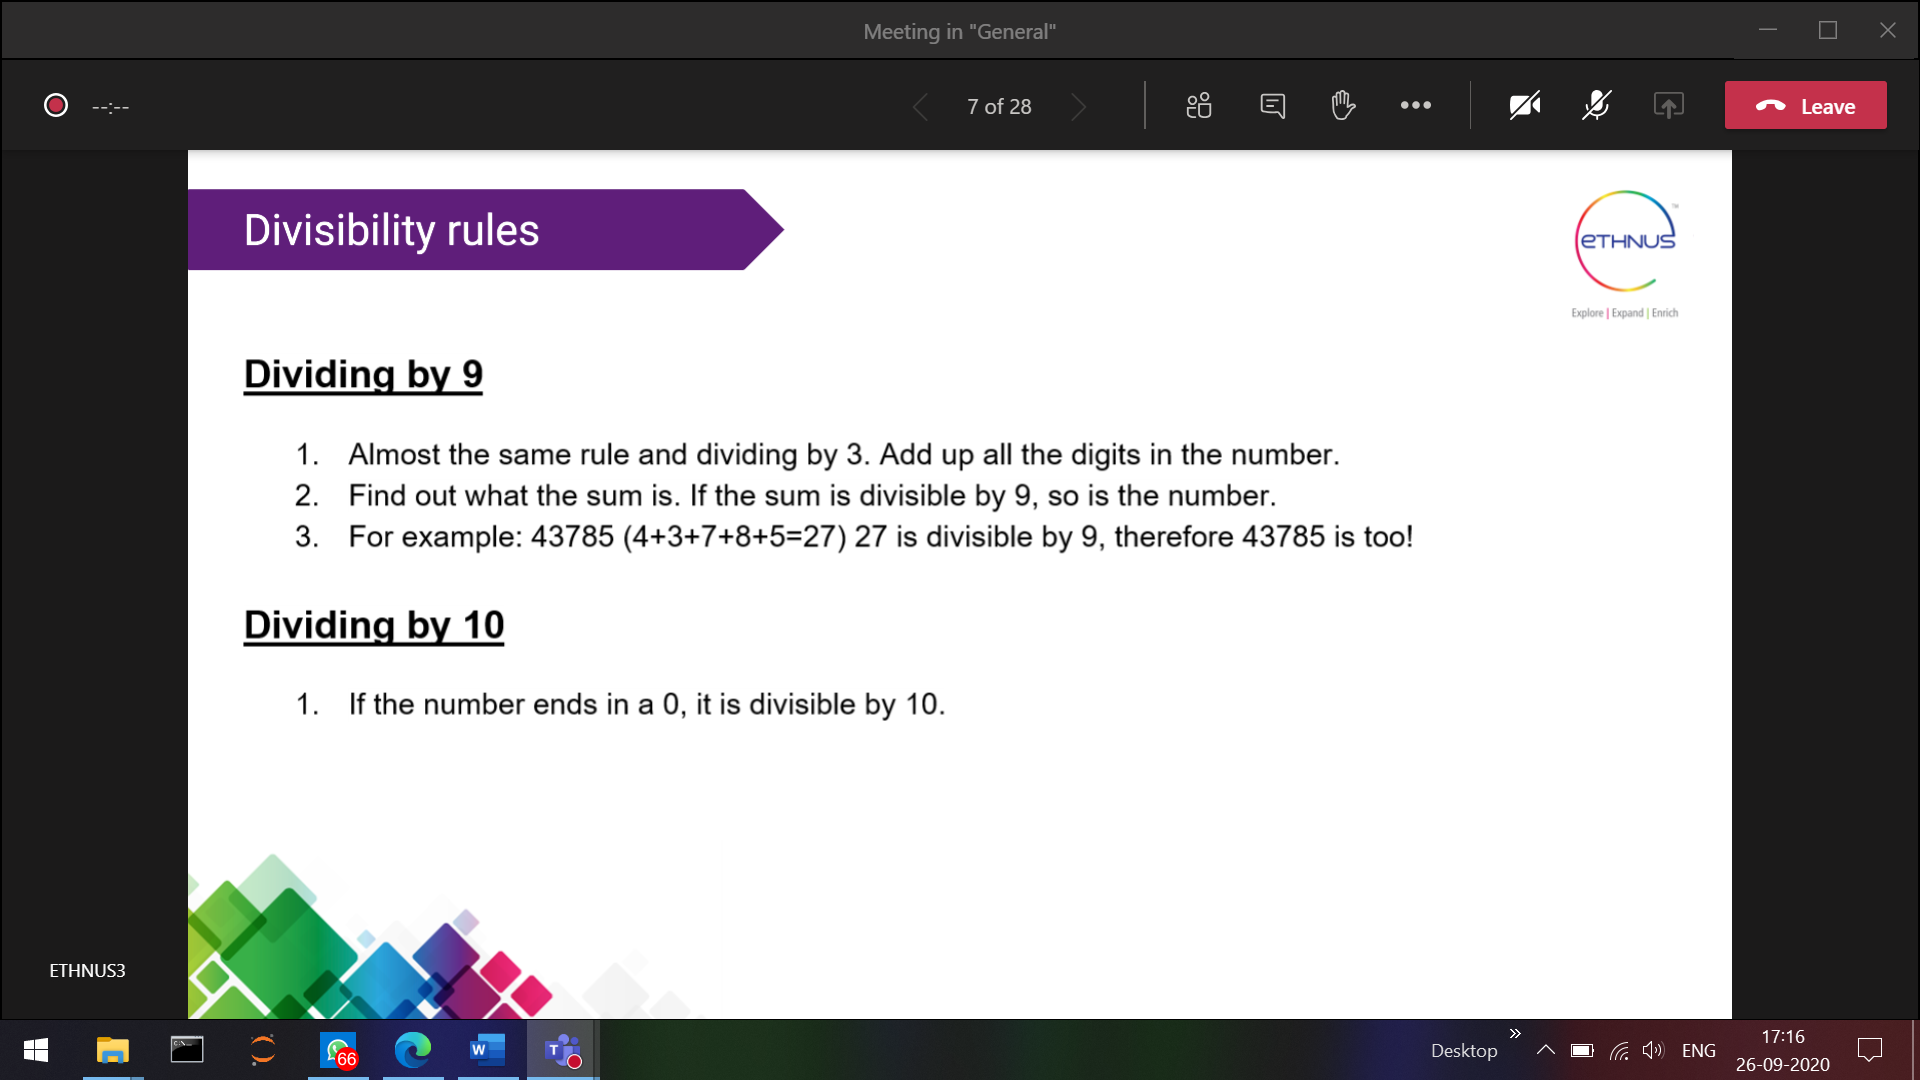 Meeting in "General"
--:--
7 of 28
Leave
Divisibility rules
ETHNUS
TM
Explore | Expand | Enrich
Dividing by 9
1. Almost the same rule and dividing by 3. Add up all the digits in the number.
2. Find out what the sum is. If the sum is divisible by 9, so is the number.
3. For example: 43785 (4+3+7+8+5=27) 27 is divisible by 9, therefore 43785 is too!
Dividing by 10
1. If the number ends in a 0, it is divisible by 10.
ETHNUS3
C:\_
66
W
T
Desktop
ENG
17:16
26-09-2020